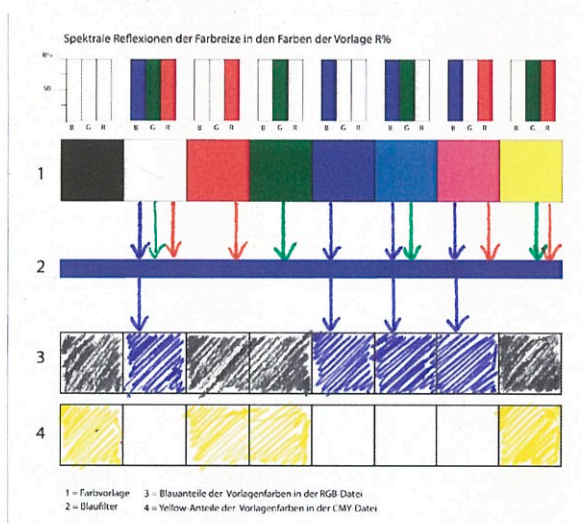 Spektrale Reflexionen der Farbreize in den Farben der Vorlage R%
R%
50
B G R B G R B G R B G R B G R B G R B G R B G R
1
2
3
4
1 = Farbvorlage 3 = Blauanteile der Vorlagenfarben in der RGB-Datei
2 = Blaufilter 4 = Yellow-Anteile der Vorlagenfarben in der CMY-Datei